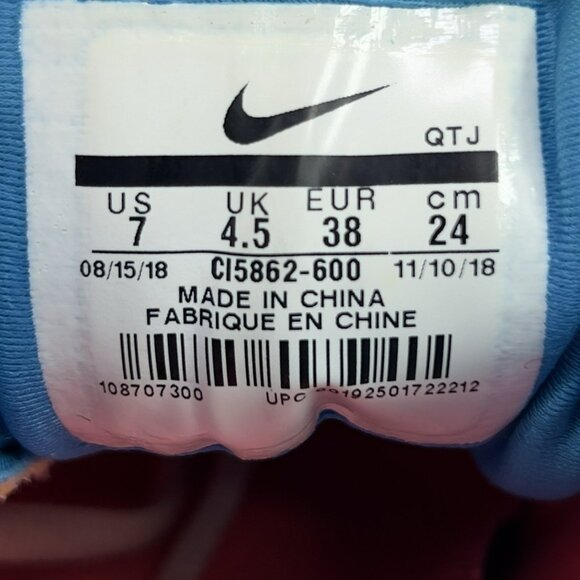 QTJ
US UK EUR cm
7 4.5 38 24
08/15/18 CI5862-600 11/10/18
MADE IN CHINA
FABRIQUE EN CHINE
108707300 UPC 192501722212